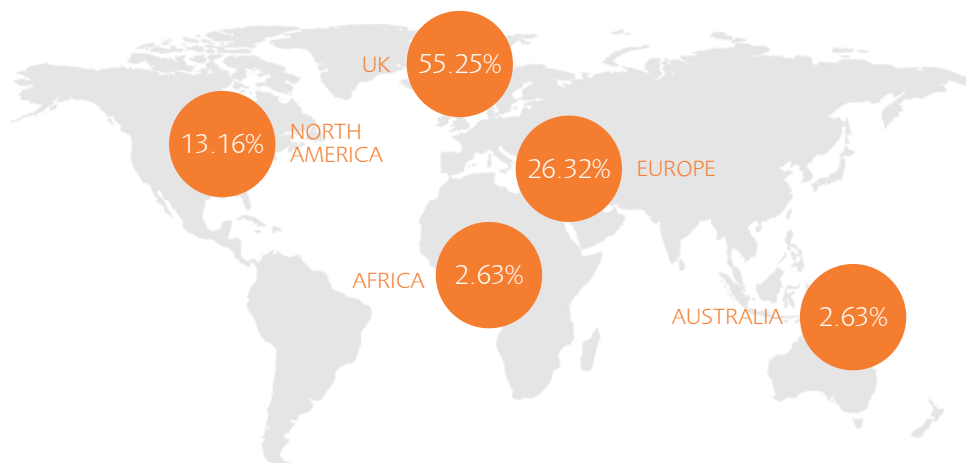 UK
55.25%
13.16%
NORTH
AMERICA
26.32%
EUROPE
AFRICA
2.63%
AUSTRALIA
2.63%